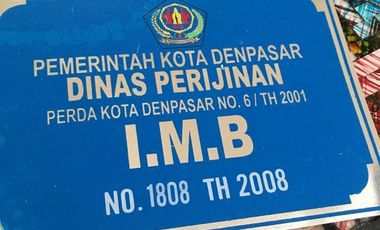 PEMERINTAH KOTA DENPASAR
DINAS PERIJINAN
PERDA KOTA DENPASAR NO. 6 / TH 2001
I.M.B
NO. 1808 TH 2008